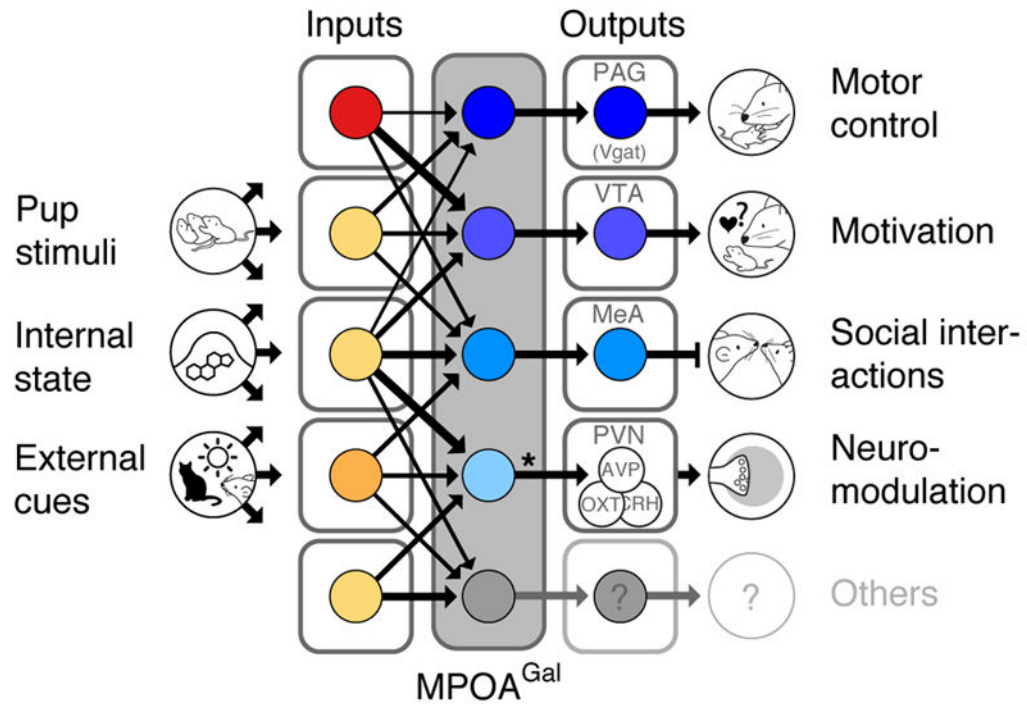 Inputs
Outputs
PAG
(Vgat)
Motor
control
Pup
stimuli
VTA
?
Motivation
Internal
state
MeA
Social inter-
actions
External
cues
*
PVN
AVP
OXT CRH
Neuro-
modulation
?
?
Others
MPOA^Gal